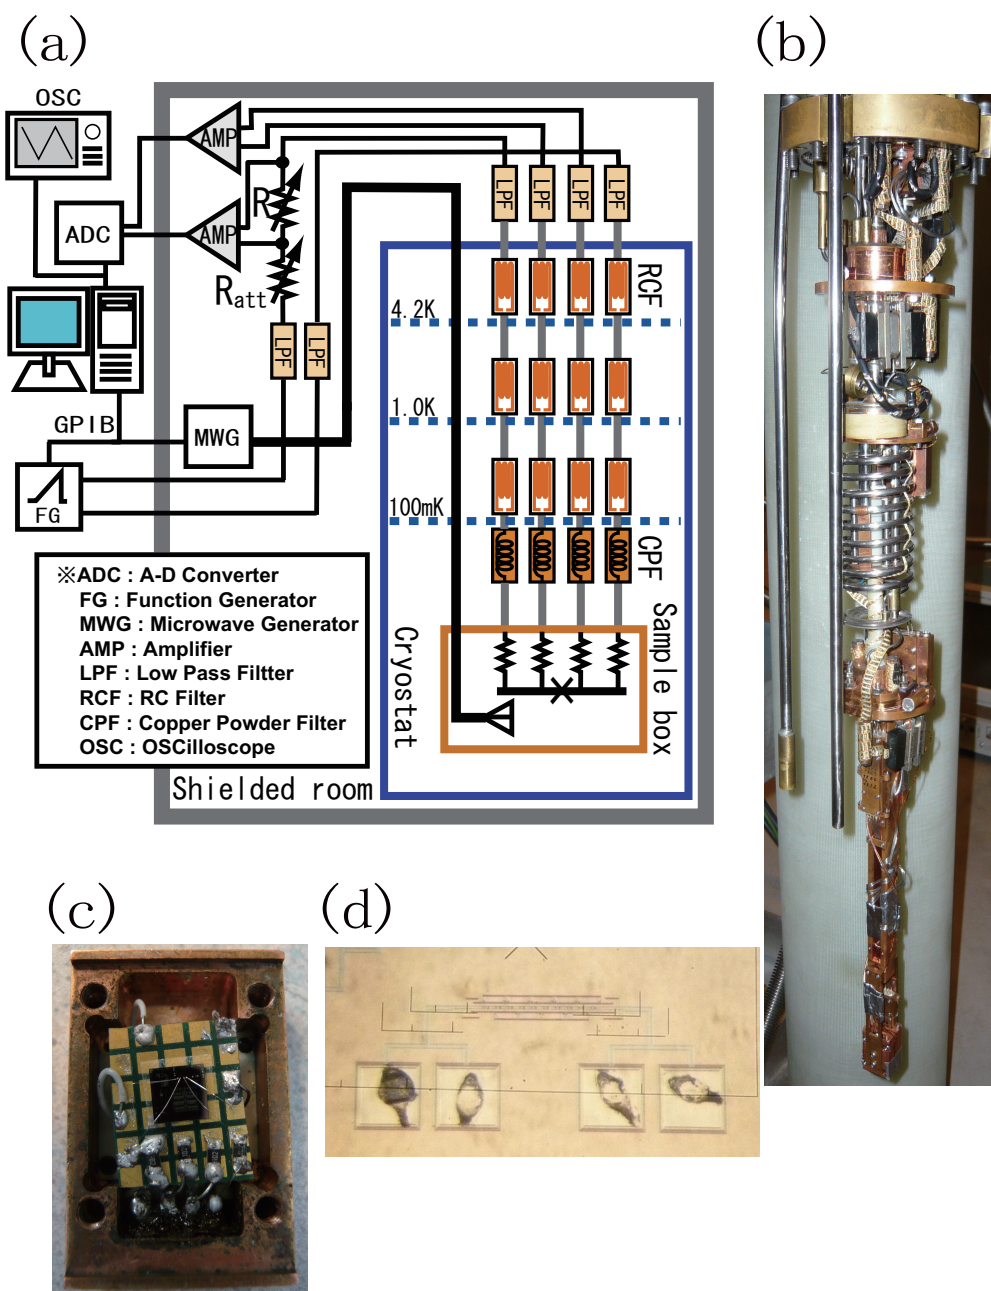 (a)
(b)
OSC
AMP
ADC
AMP
R
Ratt
LPF
LPF
LPF
LPF
LPF
LPF
RCF
4.2K
1.0K
100mK
CPF
GPIB
MWG
FG
※ADC : A-D Converter
FG : Function Generator
MWG : Microwave Generator
AMP : Amplifier
LPF : Low Pass Filtter
RCF : RC Filter
CPF : Copper Powder Filter
OSC : OSCilloscope
Cryostat
Sample box
Shielded room
(c)
(d)